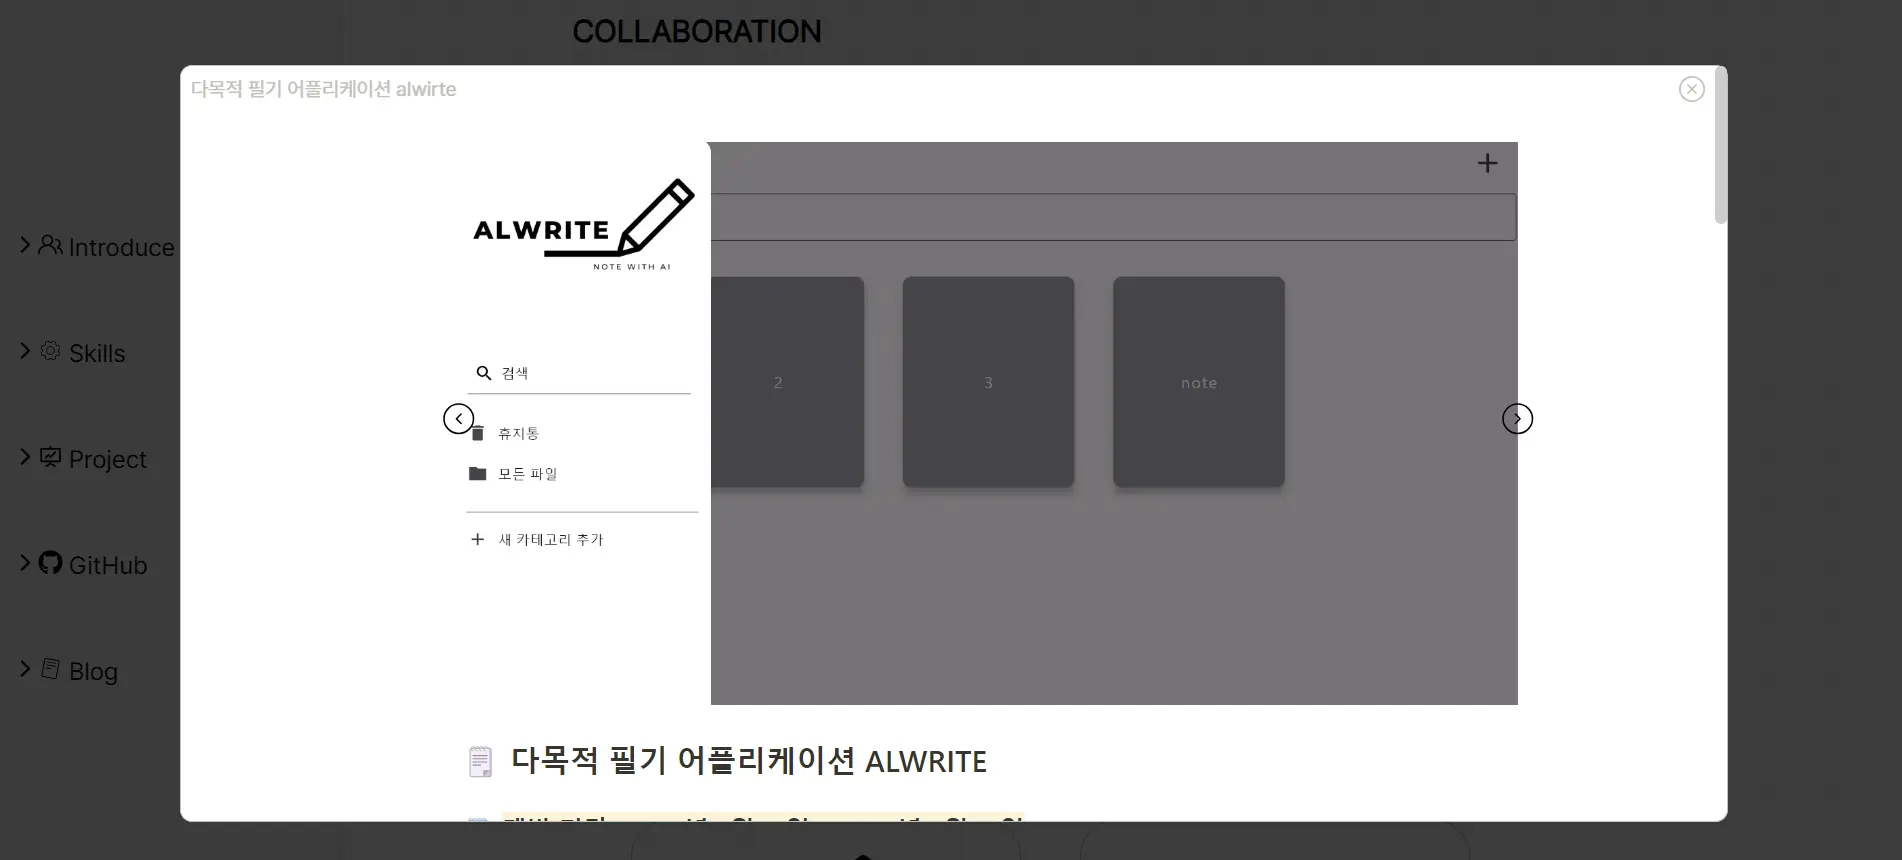 COLLABORATION
다목적 필기 어플리케이션 alwirte
Introduce
Skills
Project
GitHub
Blog
ALWRITE
NOTE WITH AI
검색
휴지통
모든 파일
새 카테고리 추가
2
3
note
다목적 필기 어플리케이션 ALWRITE